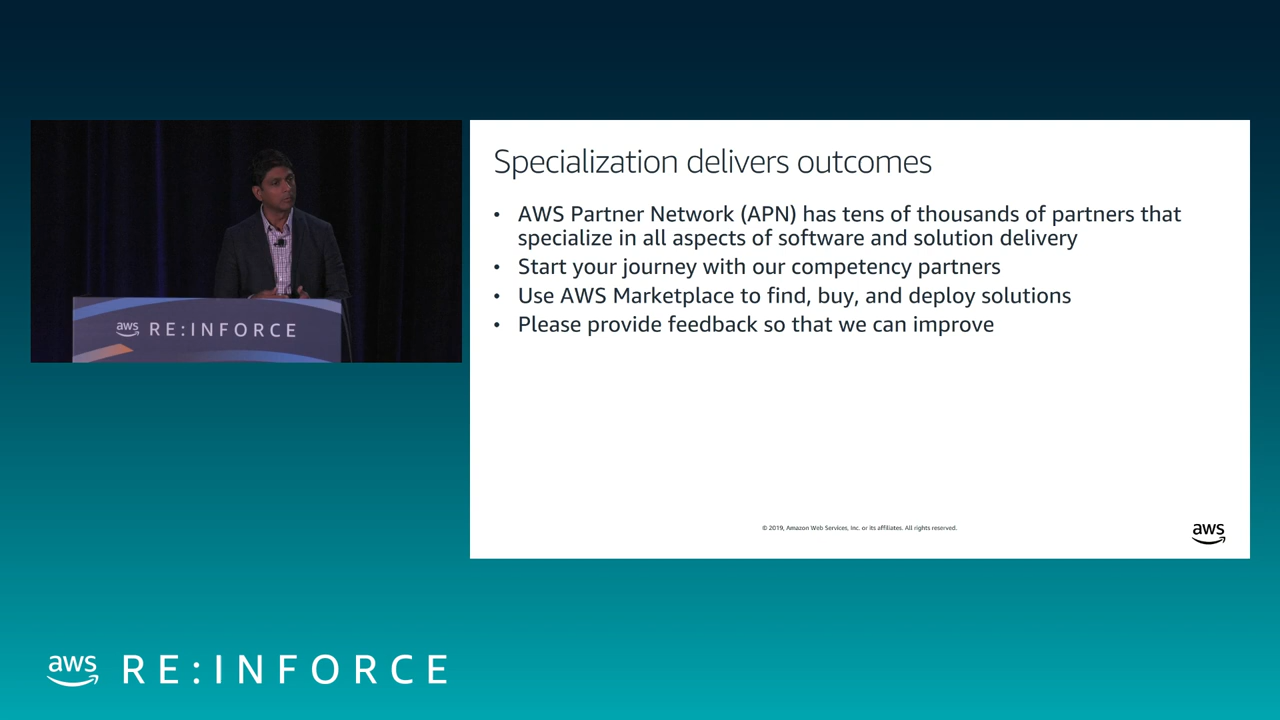 Specialization delivers outcomes
• AWS Partner Network (APN) has tens of thousands of partners that
specialize in all aspects of software and solution delivery
• Start your journey with our competency partners
• Use AWS Marketplace to find, buy, and deploy solutions
• Please provide feedback so that we can improve
© 2019, Amazon Web Services, Inc. or its affiliates. All rights reserved.
aws
aws RE:INFORCE
aws RE:INFORCE